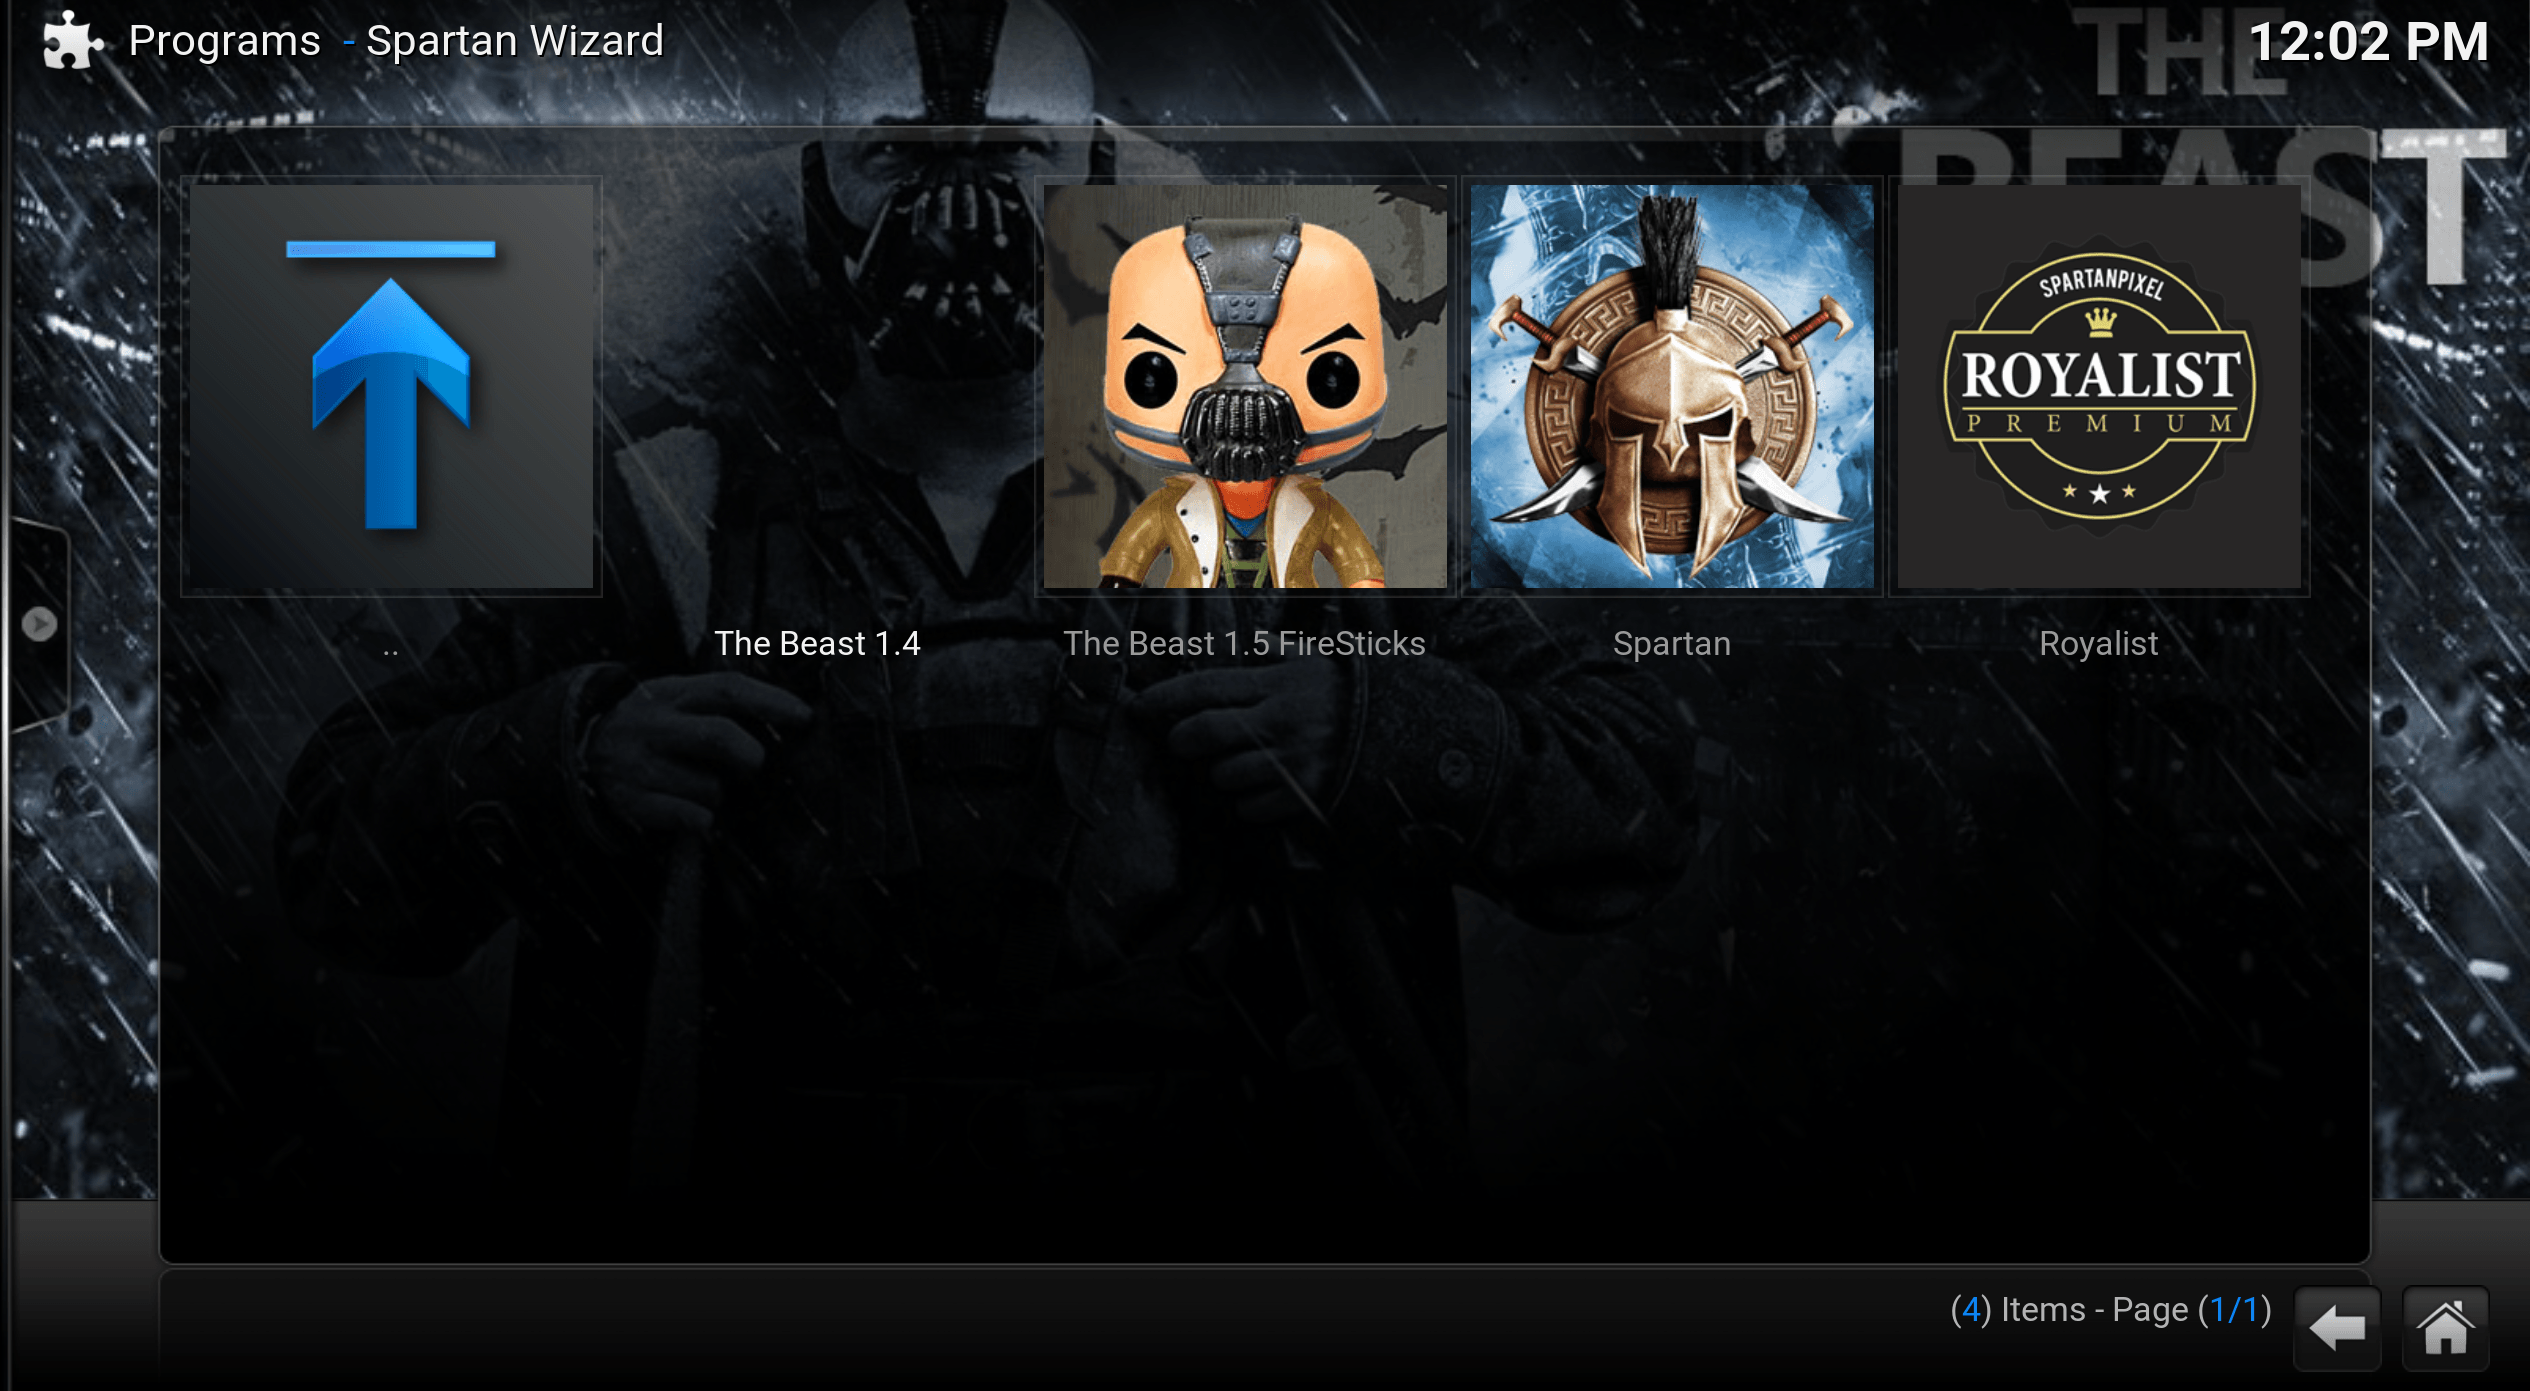 Programs - Spartan Wizard
12:02 PM
THE
BEAST
SPARTANPIXEL
ROYALIST
PREMIUM
..
The Beast 1.4
The Beast 1.5 FireSticks
Spartan
Royalist
(4) Items - Page (1/1)